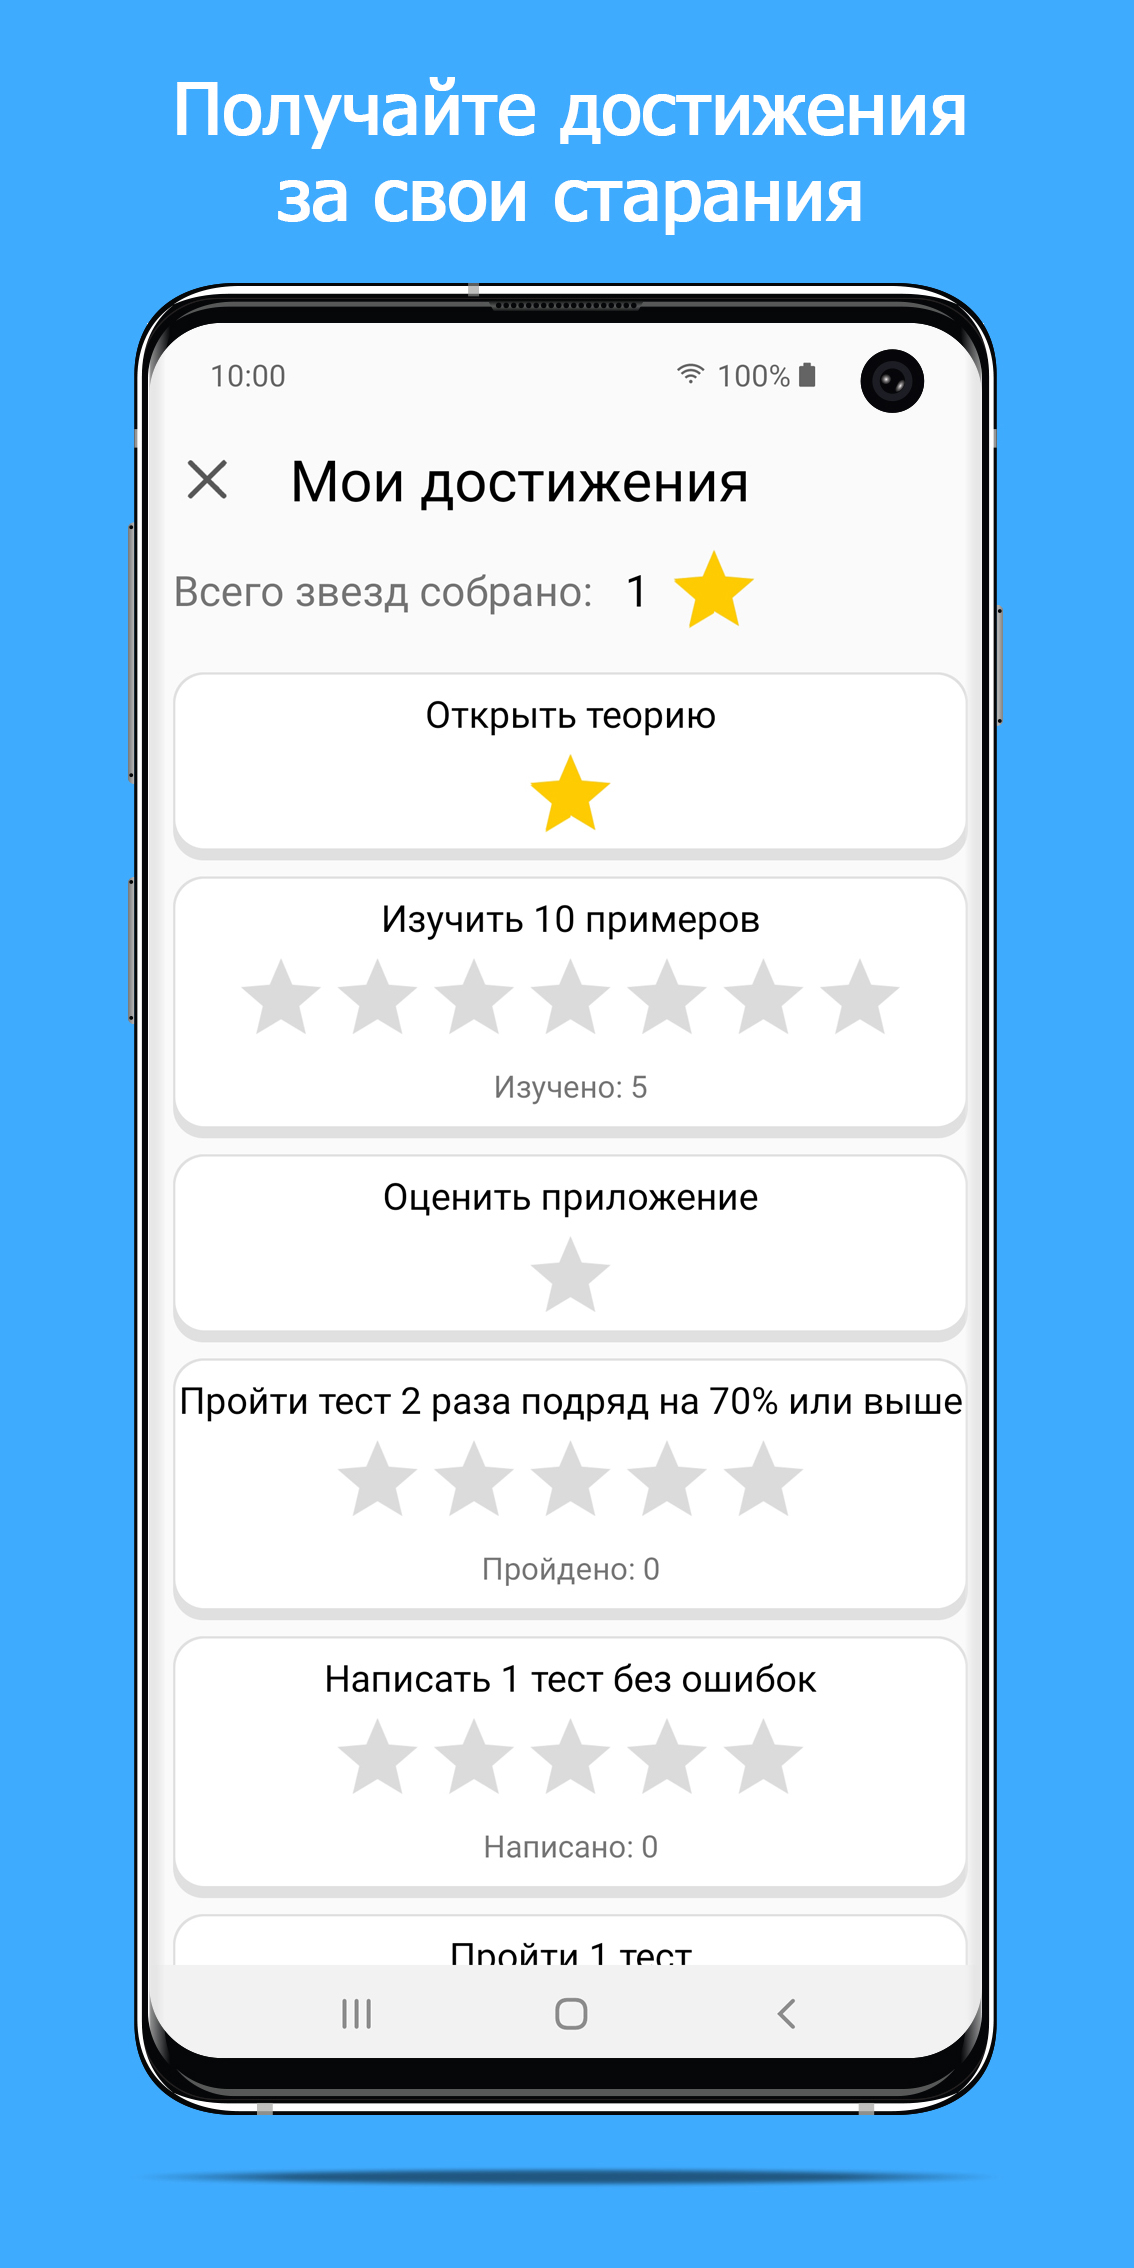 Получайте достижения
за свои старания
10:00
100%
Мои достижения
Всего звезд собрано: 1
Открыть теорию
Изучить 10 примеров
Изучено: 5
Оценить приложение
Пройти тест 2 раза подряд на 70% или выше
Пройдено: 0
Написать 1 тест без ошибок
Написано: 0
Пройти 1 тест